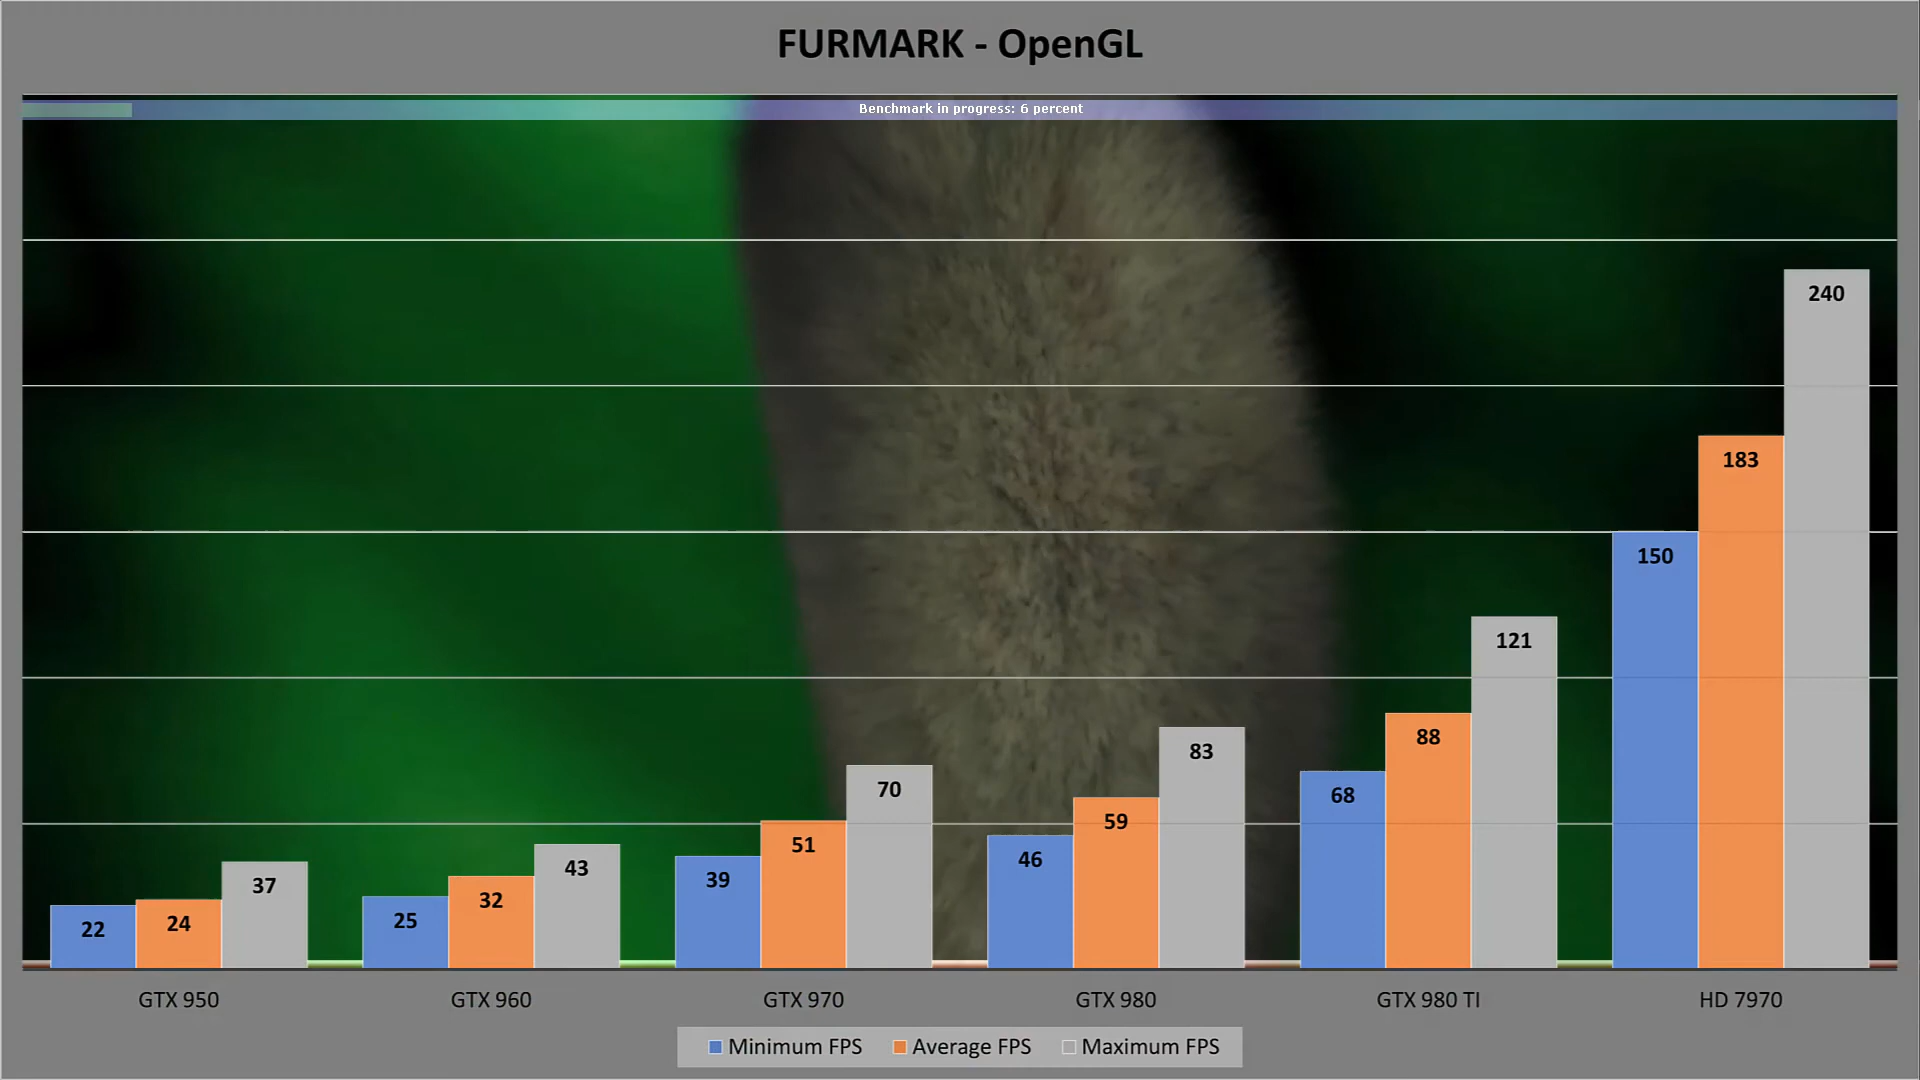 FURMARK - OpenGL
Benchmark in progress: 6 percent
22 24 37
25 32 43
39 51 70
46 59 83
68 88 121
150 183 240
GTX 950 GTX 960 GTX 970 GTX 980 GTX 980 TI HD 7970
Minimum FPS Average FPS Maximum FPS